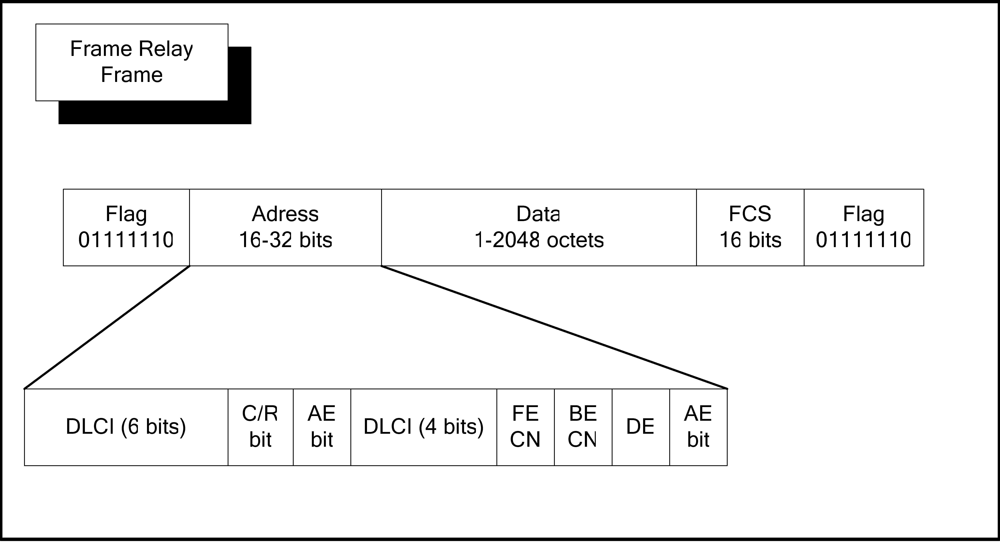 Frame Relay
Frame
Flag
01111110
Adress
16-32 bits
Data
1-2048 octets
FCS
16 bits
Flag
01111110
DLCI (6 bits)
C/R
bit
AE
bit
DLCI (4 bits)
FE
CN
BE
CN
DE
AE
bit